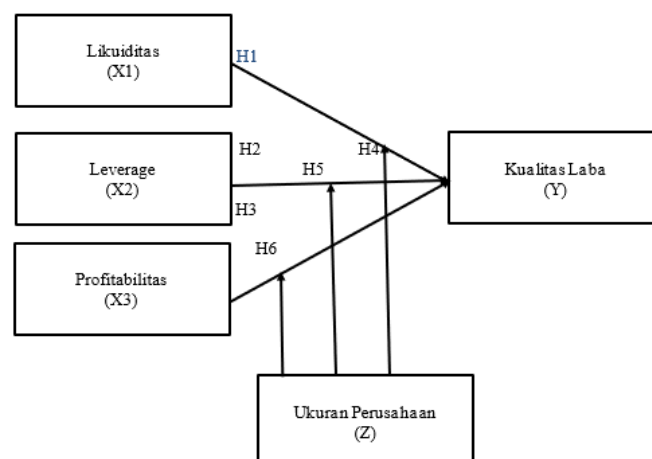 Likuiditas
(X1)
H1
Leverage
(X2)
H2
H3
H5
H4
Kualitas Laba
(Y)
Profitabilitas
(X3)
H6
Ukuran Perusahaan
(Z)